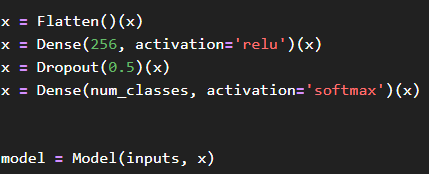 x = Flatten()(x)
x = Dense(256, activation='relu')(x)
x = Dropout(0.5)(x)
x = Dense(num_classes, activation='softmax')(x)
model = Model(inputs, x)